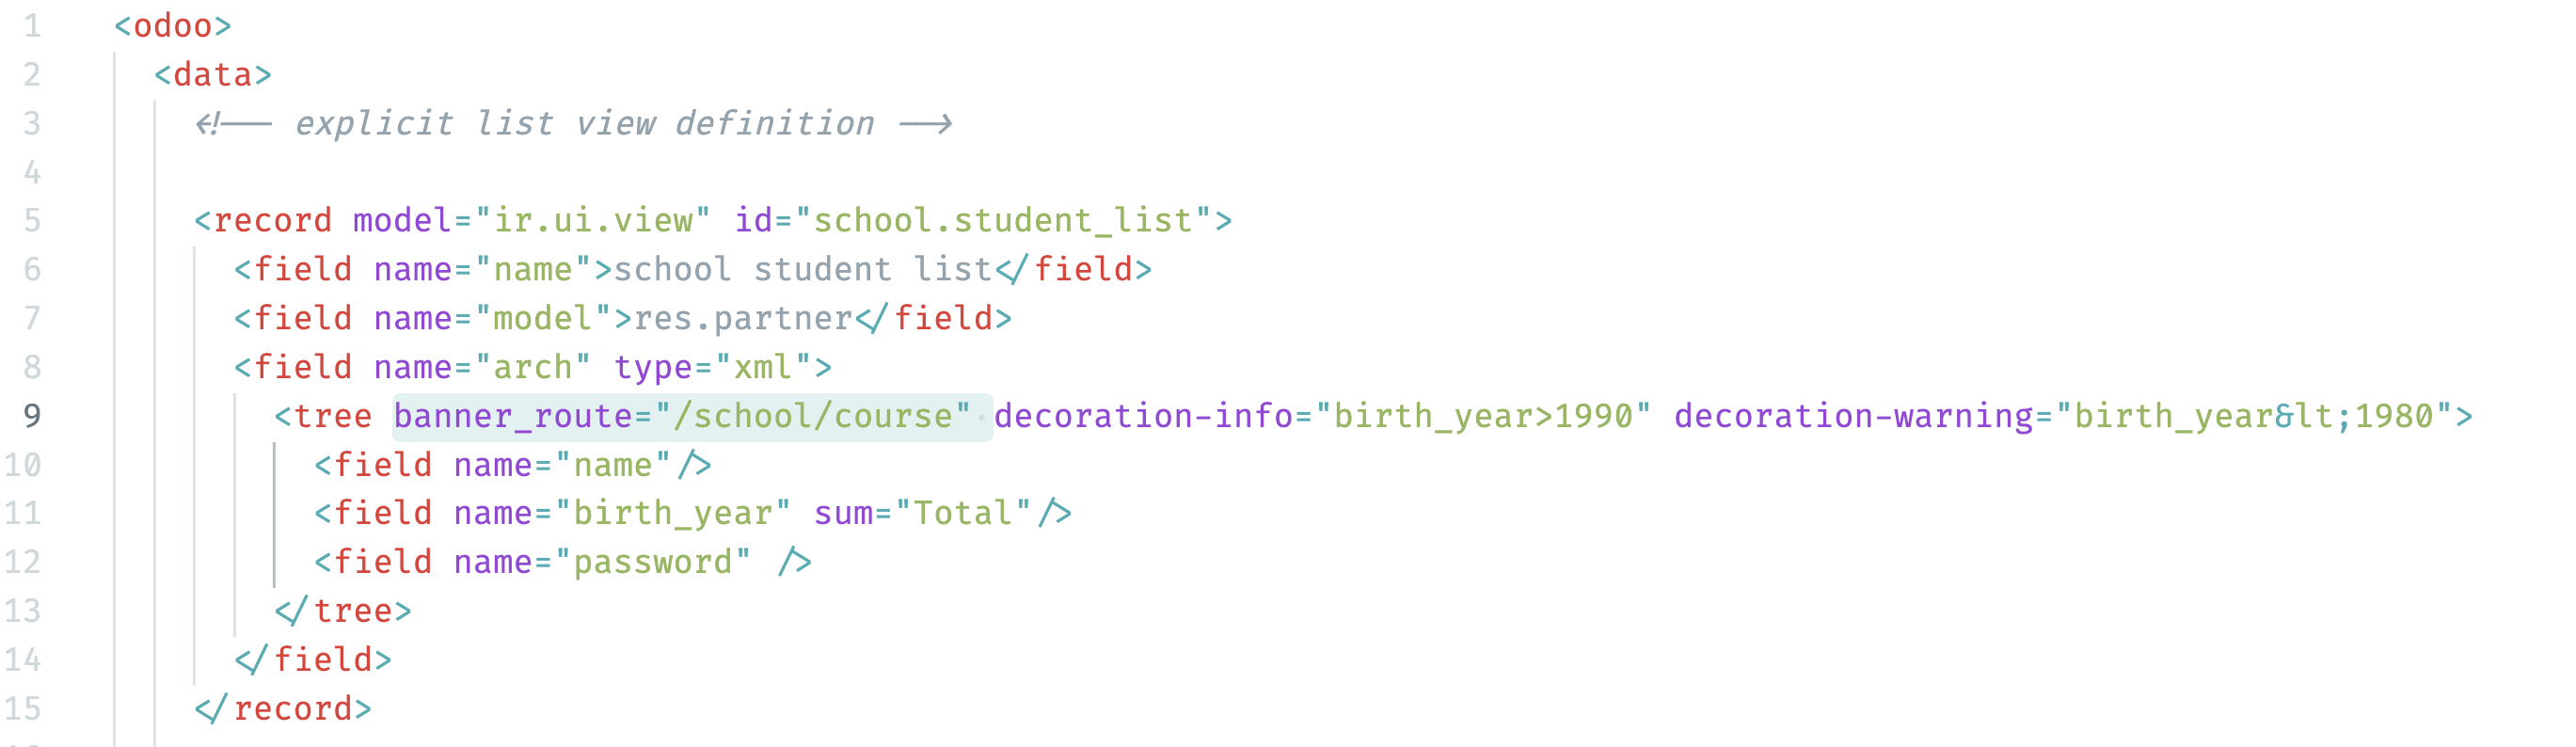 1 <odoo>
2 <data>
3 <!-- explicit list view definition -->
4
5 <record model="ir.ui.view" id="school.student_list">
6 <field name="name">school student list</field>
7 <field name="model">res.partner</field>
8 <field name="arch" type="xml">
9 <tree banner_route="/school/course" decoration-info="birth_year>1990" decoration-warning="birth_year&lt;1980">
10 <field name="name"/>
11 <field name="birth_year" sum="Total"/>
12 <field name="password" />
13 </tree>
14 </field>
15 </record>